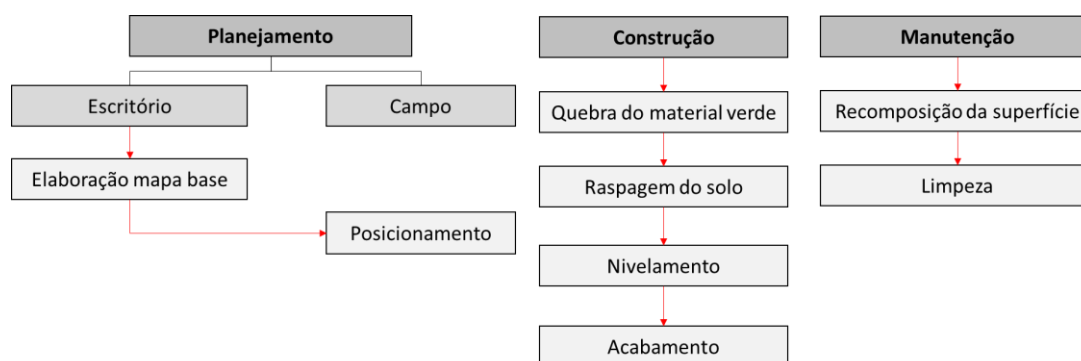 Planejamento
Escritório
Campo
Elaboração mapa base
Posicionamento
Construção
Quebra do material verde
Raspagem do solo
Nivelamento
Acabamento
Manutenção
Recomposição da superfície
Limpeza